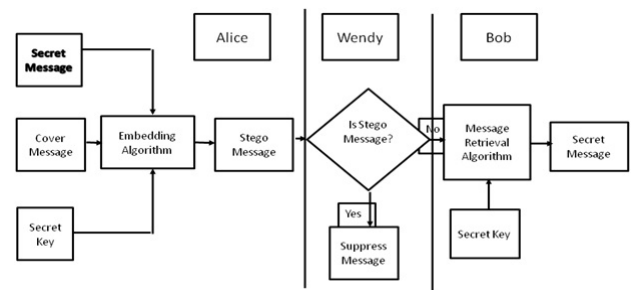 Alice
Wendy
Bob
Secret
Message
Cover
Message
Secret
Key
Embedding
Algorithm
Stego
Message
Is Stego
Message?
No
Yes
Suppress
Message
Message
Retrieval
Algorithm
Secret Key
Secret
Message